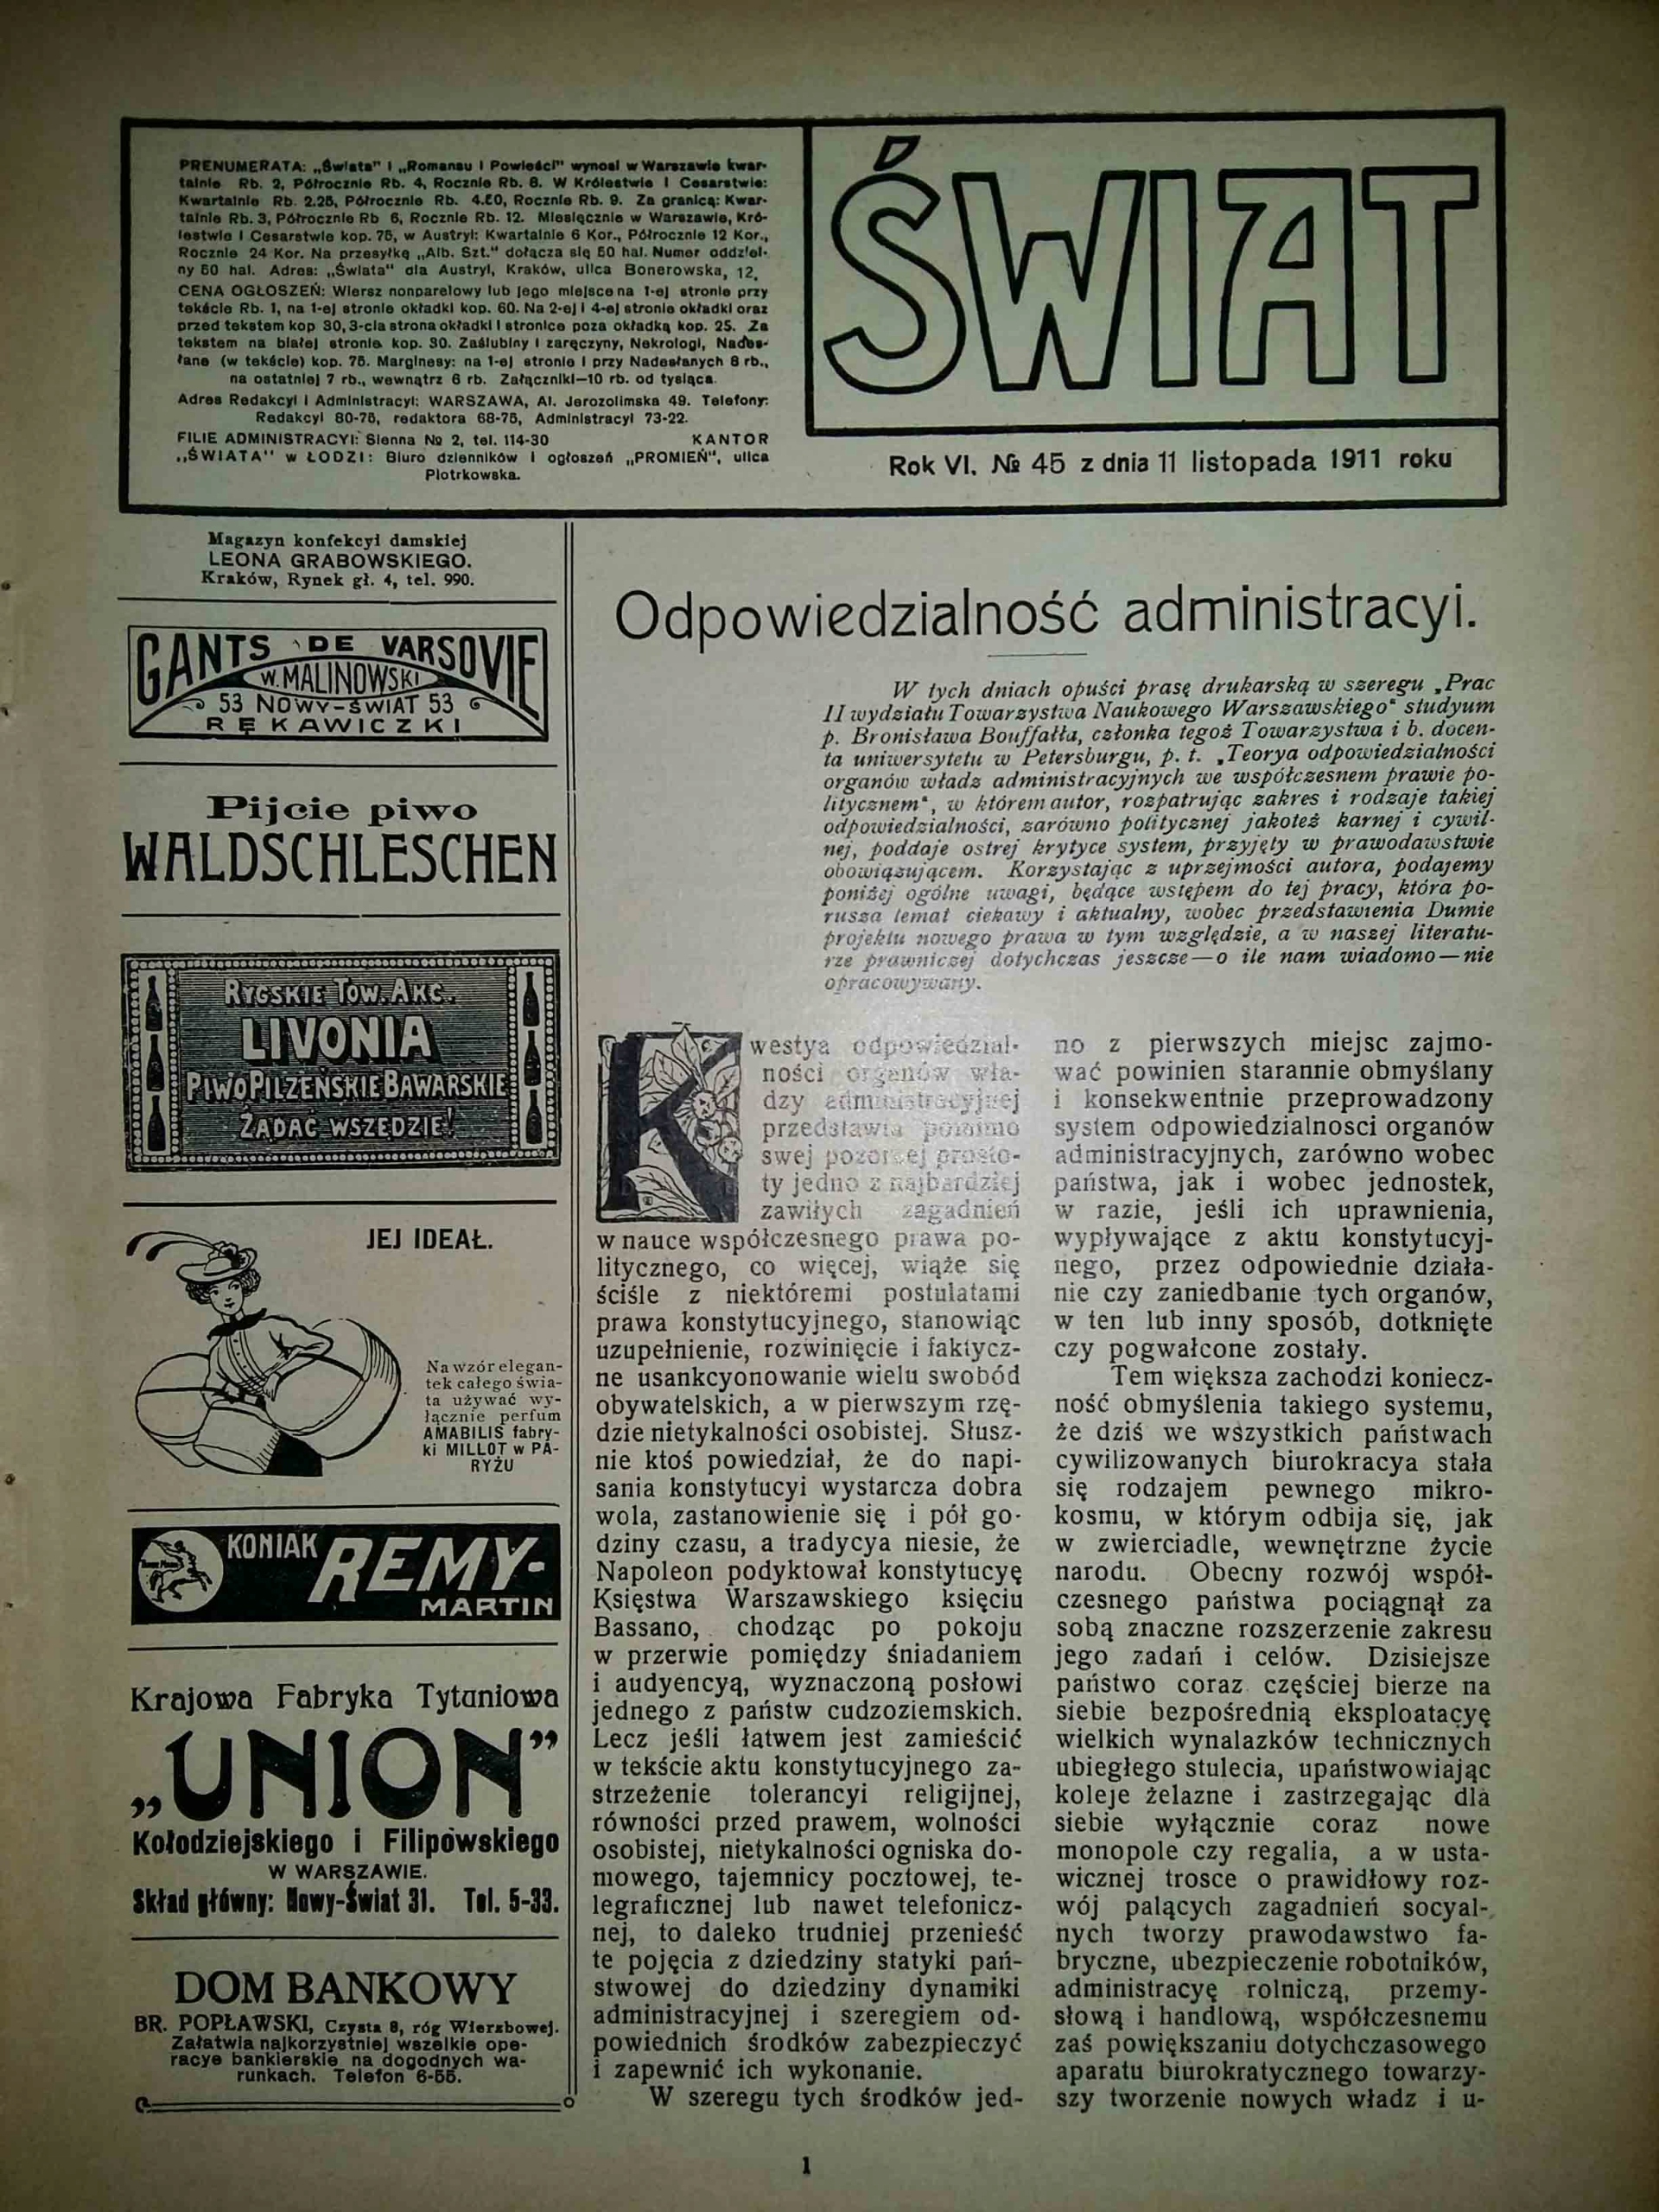 PRENUMERATA: „Świata" i „Romansu i Powieści" wynosi w Warszawie kwar-
talnie Rb. 2, Półrocznie Rb. 4, Rocznie Rb. 8. W Królestwie i Cesarstwie:
Kwartalnie Rb. 2.25, Półrocznie Rb. 4.50, Rocznie Rb. 9. Za granicą: Kwar-
talnie Rb. 3, Półrocznie Rb 6, Rocznie Rb. 12. Miesięcznie w Warszawie, Kró-
lestwie i Cesarstwie kop. 75, w Austryi: Kwartalnie 6 Kor., Półrocznie 12 Kor.,
Rocznie 24 Kor. Na przesyłkę „Alb. Szt." dołącza się 50 hal. Numer oddziel-
ny 50 hal. Adres: „Świata" dla Austryi, Kraków, ulica Bonerowska, 12.
CENA OGŁOSZEŃ: Wiersz nonparelowy lub jego miejsce na 1-ej stronie przy
tekście Rb. 1, na 1-ej stronie okładki kop. 60. Na 2-ej i 4-ej stronie okładki oraz
przed tekstem kop 30, 3-cia strona okładki i stronice poza okładką kop. 25. Za
tekstem na białej stronie kop. 30. Zaślubiny i zaręczyny, Nekrologi, Nades-
łane (w tekście) kop. 75. Marginesy: na 1-ej stronie i przy Nadesłanych 8 rb.,
na ostatniej 7 rb., wewnątrz 6 rb. Załączniki—10 rb. od tysiąca.
Adres Redakcyi i Administracyi: WARSZAWA, Al. Jerozolimska 49. Telefony:
Redakcyi 80-75, redaktora 68-75, Administracyi 73-22.
FILIE ADMINISTRACYI: Sienna № 2, tel. 114-30 KANTOR
„ŚWIATA" w ŁODZI: Biuro dzienników i ogłoszeń „PROMIEŃ", ulica
Piotrkowska.
ŚWIAT
Rok VI. № 45 z dnia 11 listopada 1911 roku
Magazyn konfekcyi damskiej
LEONA GRABOWSKIEGO.
Kraków, Rynek gł. 4, tel. 990.
GANTS DE VARSOVIE
W. MALINOWSKI
53 NOWY-ŚWIAT 53
RĘKAWICZKI
Pijcie piwo
WALDSCHLESCHEN
RYGSKIE TOW. AKC.
LIVONIA
PIWO PILZEŃSKIE BAWARSKIE
ŻĄDAĆ WSZĘDZIE!
JEJ IDEAŁ.
Na wzór elegan-
tek całego świa-
ta używać wy-
łącznie perfum
AMABILIS fabry-
ki MILLOT w PA-
RYŻU
KONIAK REMY-
MARTIN
Krajowa Fabryka Tytuniowa
„UNION"
Kołodziejskiego i Filipowskiego
W WARSZAWIE.
Skład główny: Nowy-Świat 31. Tel. 5-33.
DOM BANKOWY
BR. POPŁAWSKI, Czysta 8, róg Wierzbowej.
Załatwia najkorzystniej wszelkie ope-
racye bankierskie na dogodnych wa-
runkach. Telefon 6-55.
Odpowiedzialność administracyi.
W tych dniach opuści prasę drukarską w szeregu „Prac
II wydziału Towarzystwa Naukowego Warszawskiego" studyum
p. Bronisława Bouffałła, członka tegoż Towarzystwa i b. docen-
ta uniwersytetu w Petersburgu, p. t. „Teorya odpowiedzialności
organów władz administracyjnych we współczesnem prawie po-
litycznem", w którem autor, rozpatrując zakres i rodzaje takiej
odpowiedzialności, zarówno politycznej jakoteż karnej i cywil-
nej, poddaje ostrej krytyce system, przyjęty w prawodawstwie
obowiązującem. Korzystając z uprzejmości autora, podajemy
poniżej ogólne uwagi, będące wstępem do tej pracy, która po-
rusza temat ciekawy i aktualny, wobec przedstawienia Dumie
projektu nowego prawa w tym względzie, a w naszej literatu-
rze prawniczej dotychczas jeszcze—o ile nam wiadomo—nie
opracowywany.
Kwestya odpowiedzial-
ności organów wła-
dzy administracyjnej
przedstawia pomimo
swej pozornej prosto-
ty jedno z najbardziej
zawiłych zagadnień
w nauce współczesnego prawa po-
litycznego, co więcej, wiąże się
ściśle z niektóremi postulatami
prawa konstytucyjnego, stanowiąc
uzupełnienie, rozwinięcie i faktycz-
ne usankcyonowanie wielu swobód
obywatelskich, a w pierwszym rzę-
dzie nietykalności osobistej. Słusz-
nie ktoś powiedział, że do napi-
sania konstytucyi wystarcza dobra
wola, zastanowienie się i pół go-
dziny czasu, a tradycya niesie, że
Napoleon podyktował konstytucyę
Księstwa Warszawskiego księciu
Bassano, chodząc po pokoju
w przerwie pomiędzy śniadaniem
i audyencyą, wyznaczoną posłowi
jednego z państw cudzoziemskich.
Lecz jeśli łatwem jest zamieścić
w tekście aktu konstytucyjnego za-
strzeżenie tolerancyi religijnej,
równości przed prawem, wolności
osobistej, nietykalności ogniska do-
mowego, tajemnicy pocztowej, te-
legraficznej lub nawet telefonicz-
nej, to daleko trudniej przenieść
te pojęcia z dziedziny statyki pań-
stwowej do dziedziny dynamiki
administracyjnej i szeregiem od-
powiednich środków zabezpieczyć
i zapewnić ich wykonanie.
W szeregu tych środków jed-
no z pierwszych miejsc zajmo-
wać powinien starannie obmyślany
i konsekwentnie przeprowadzony
system odpowiedzialnosci organów
administracyjnych, zarówno wobec
państwa, jak i wobec jednostek,
w razie, jeśli ich uprawnienia,
wypływające z aktu konstytucyj-
nego, przez odpowiednie działa-
nie czy zaniedbanie tych organów,
w ten lub inny sposób, dotknięte
czy pogwałcone zostały.
Tem większa zachodzi koniecz-
ność obmyślenia takiego systemu,
że dziś we wszystkich państwach
cywilizowanych biurokracya stała
się rodzajem pewnego mikro-
kosmu, w którym odbija się, jak
w zwierciadle, wewnętrzne życie
narodu. Obecny rozwój współ-
czesnego państwa pociągnął za
sobą znaczne rozszerzenie zakresu
jego zadań i celów. Dzisiejsze
państwo coraz częściej bierze na
siebie bezpośrednią eksploatacyę
wielkich wynalazków technicznych
ubiegłego stulecia, upaństwowiając
koleje żelazne i zastrzegając dla
siebie wyłącznie coraz nowe
monopole czy regalia, a w usta-
wicznej trosce o prawidłowy roz-
wój palących zagadnień socyal-
nych tworzy prawodawstwo fa-
bryczne, ubezpieczenie robotników,
administracyę rolniczą, przemy-
słową i handlową, współczesnemu
zaś powiększaniu dotychczasowego
aparatu biurokratycznego towarzy-
szy tworzenie nowych władz i u-
1